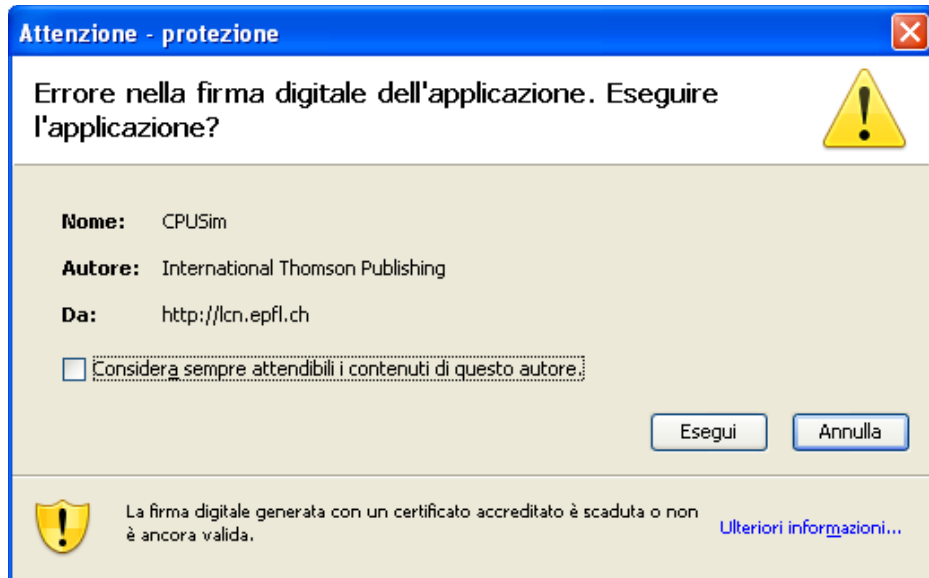 Attenzione - protezione
Errore nella firma digitale dell'applicazione. Eseguire
l'applicazione?
Nome: CPUSim
Autore: International Thomson Publishing
Da: http://lcn.epfl.ch
Considera sempre attendibili i contenuti di questo autore.
Esegui Annulla
La firma digitale generata con un certificato accreditato è scaduta o non
è ancora valida.
Ulteriori informazioni...